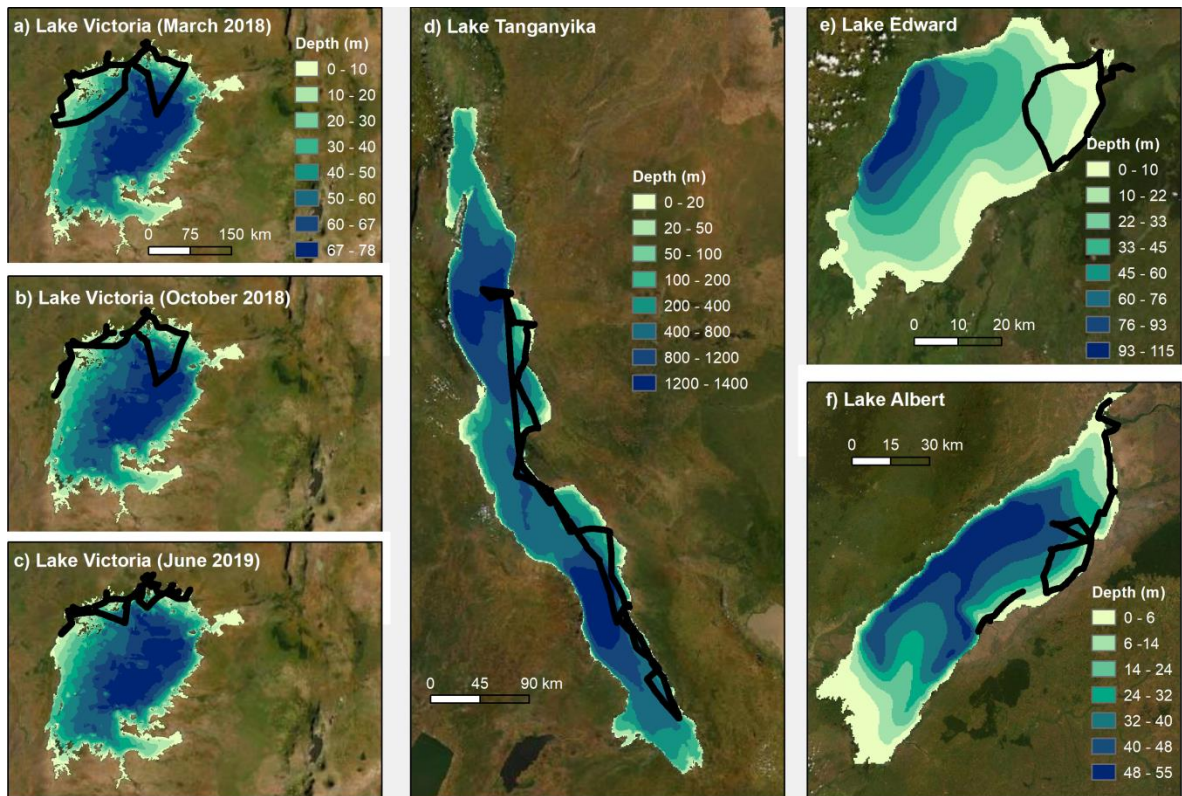 a) Lake Victoria (March 2018)
Depth (m)
0 - 10
10 - 20
20 - 30
30 - 40
40 - 50
50 - 60
60 - 67
67 - 78
0 75 150 km
b) Lake Victoria (October 2018)
c) Lake Victoria (June 2019)
d) Lake Tanganyika
Depth (m)
0 - 20
20 - 50
50 - 100
100 - 200
200 - 400
400 - 800
800 - 1200
1200 - 1400
0 45 90 km
e) Lake Edward
Depth (m)
0 - 10
10 - 22
22 - 33
33 - 45
45 - 60
60 - 76
76 - 93
93 - 115
0 10 20 km
f) Lake Albert
0 15 30 km
Depth (m)
0 - 6
6 -14
14 - 24
24 - 32
32 - 40
40 - 48
48 - 55